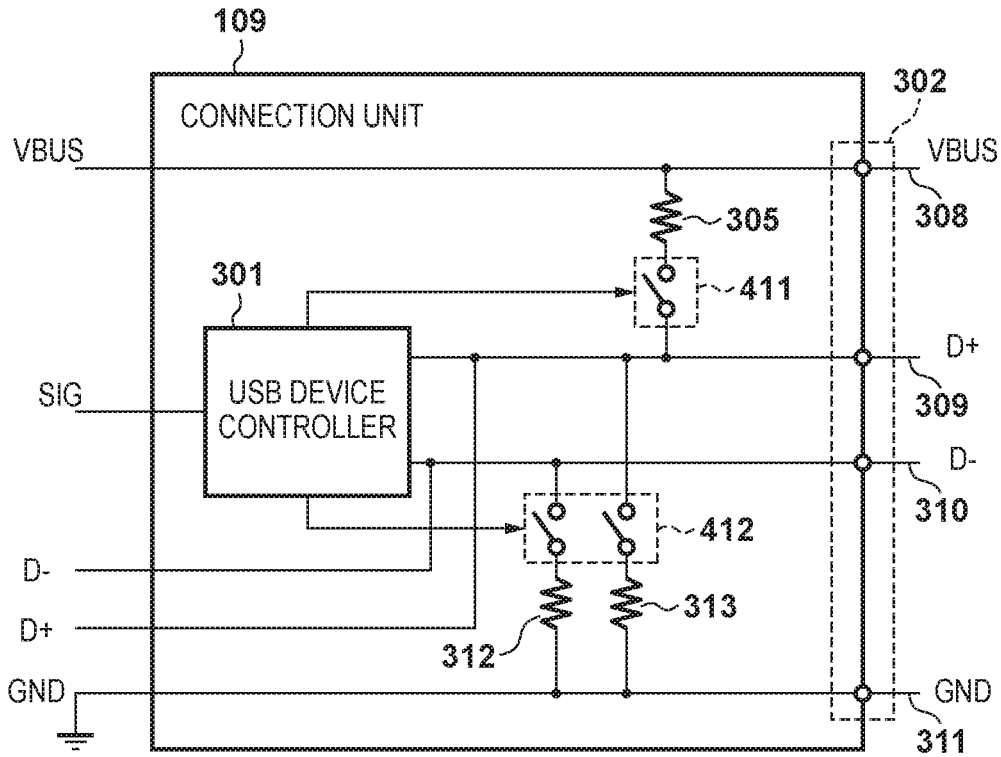 109
302
CONNECTION UNIT
VBUS
VBUS
308
305
301
411
D+
309
SIG
USB DEVICE
CONTROLLER
D-
310
412
D-
313
D+
312
GND
GND
311